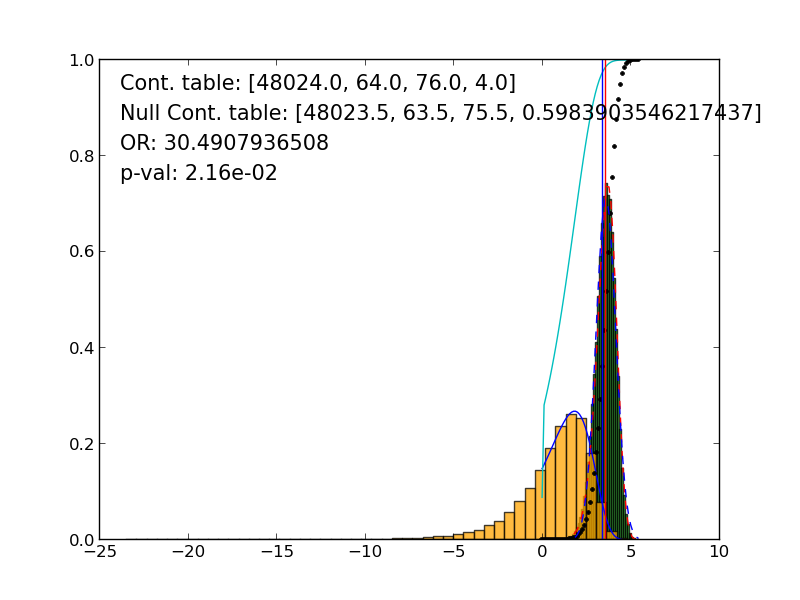 1.0
Cont. table: [48024.0, 64.0, 76.0, 4.0]
Null Cont. table: [48023.5, 63.5, 75.5, 0.5983903546217437]
OR: 30.4907936508
0.8
p-val: 2.16e-02
0.6
0.4
0.2
0.0
−25 −20 −15 −10 −5 0 5 10